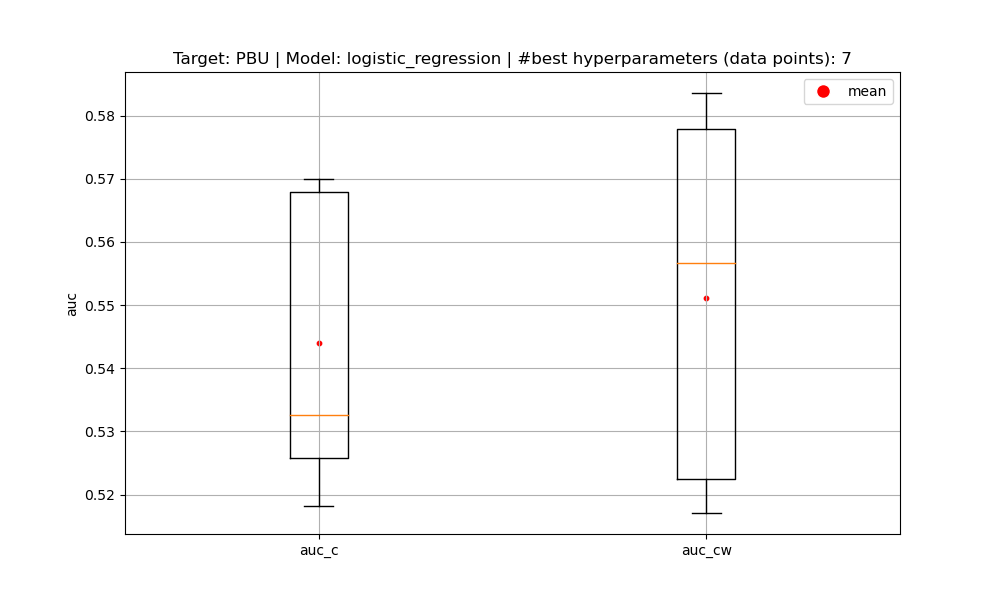 Target: PBU | Model: logistic_regression | #best hyperparameters (data points): 7
mean
0.58
0.57
0.56
0.55
0.54
0.53
0.52
auc
auc_c
auc_cw